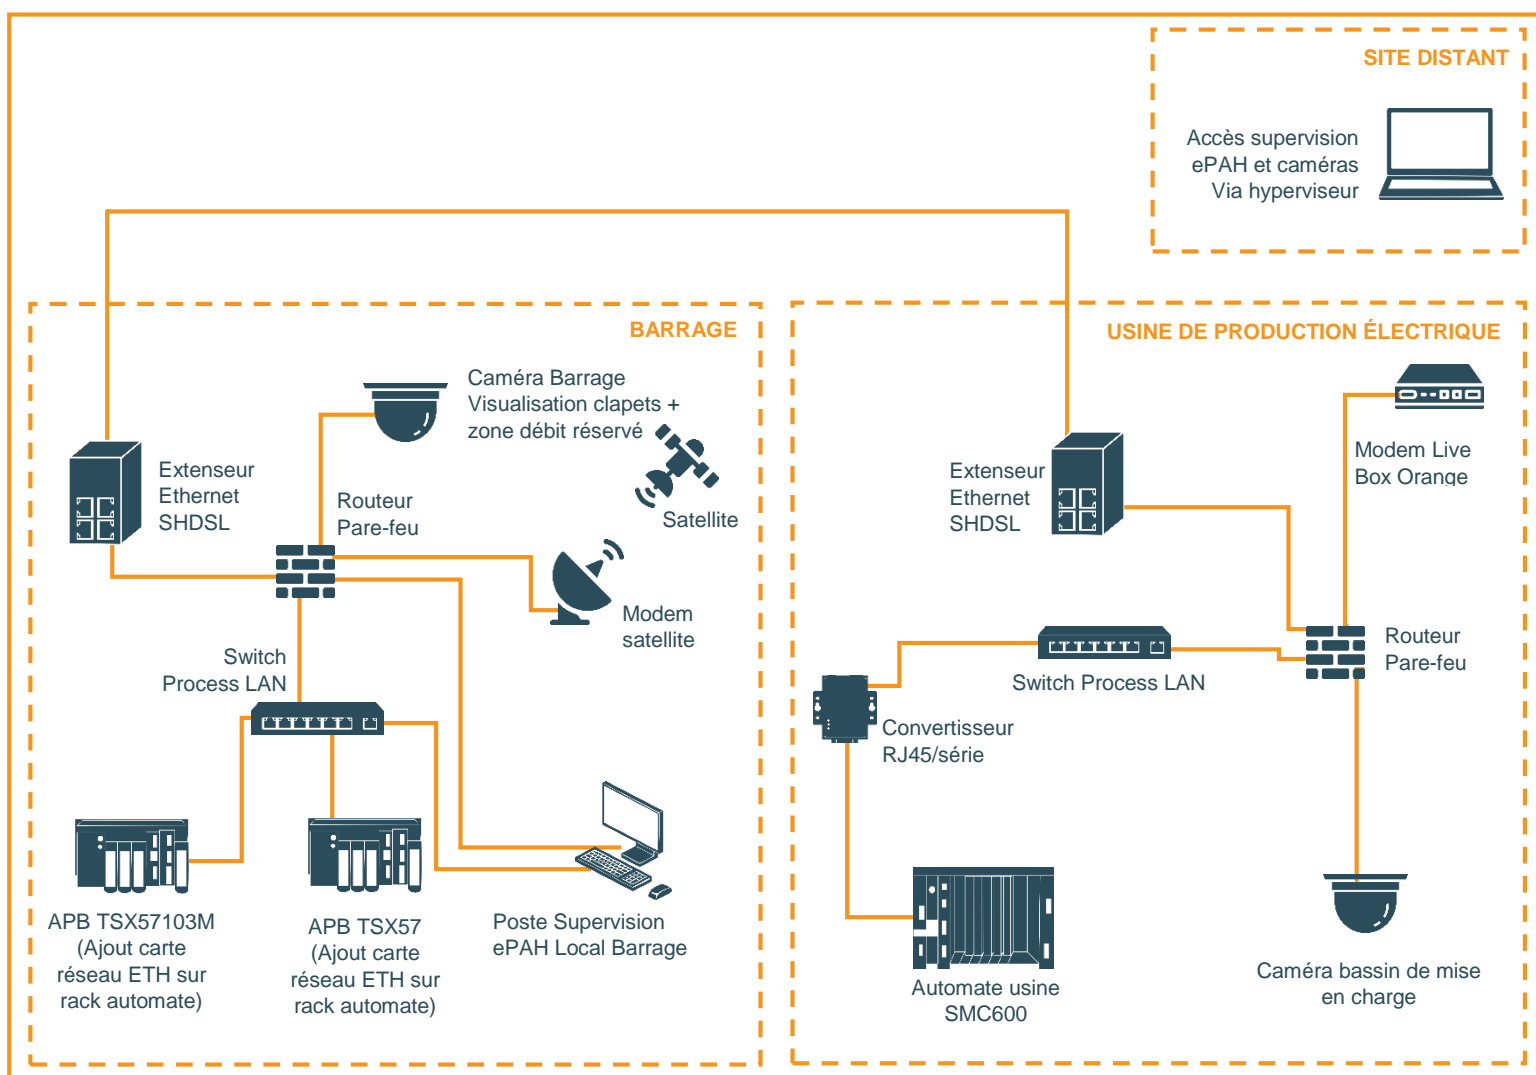 SITE DISTANT
Accès supervision
ePAH et caméras
Via hyperviseur
BARRAGE
Caméra Barrage
Visualisation clapets +
zone débit réservé
Extenseur
Ethernet
SHDSL
Routeur
Pare-feu
Satellite
Modem
satellite
Switch
Process LAN
APB TSX57103M
(Ajout carte
réseau ETH sur
rack automate)
APB TSX57
(Ajout carte
réseau ETH sur
rack automate)
Poste Supervision
ePAH Local Barrage
USINE DE PRODUCTION ÉLECTRIQUE
Modem Live
Box Orange
Extenseur
Ethernet
SHDSL
Routeur
Pare-feu
Switch Process LAN
Convertisseur
RJ45/série
Automate usine
SMC600
Caméra bassin de mise
en charge